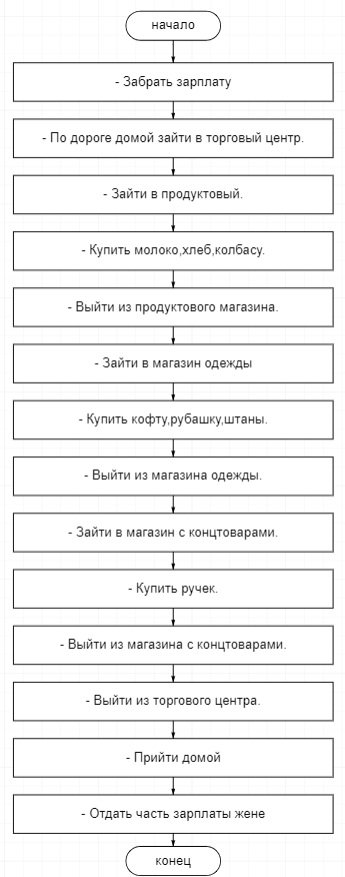 начало
- Забрать зарплату
- По дороге домой зайти в торговый центр.
- Зайти в продуктовый.
- Купить молоко,хлеб,колбасу.
- Выйти из продуктового магазина.
- Зайти в магазин одежды
- Купить кофту,рубашку,штаны.
- Выйти из магазина одежды.
- Зайти в магазин с концтоварами.
- Купить ручек.
- Выйти из магазина с концтоварами.
- Выйти из торгового центра.
- Прийти домой
- Отдать часть зарплаты жене
конец